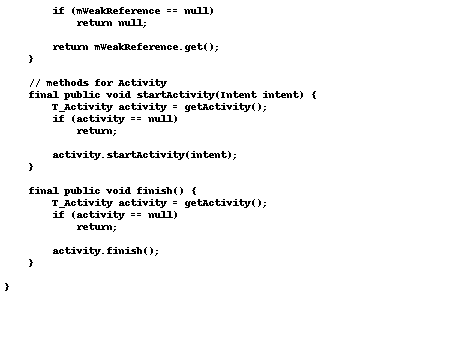 if (mWeakReference == null)
return null;
return mWeakReference.get();
}
// methods for Activity
final public void startActivity(Intent intent) {
T_Activity activity = getActivity();
if (activity == null)
return;
activity.startActivity(intent);
}
final public void finish() {
T_Activity activity = getActivity();
if (activity == null)
return;
activity.finish();
}
}